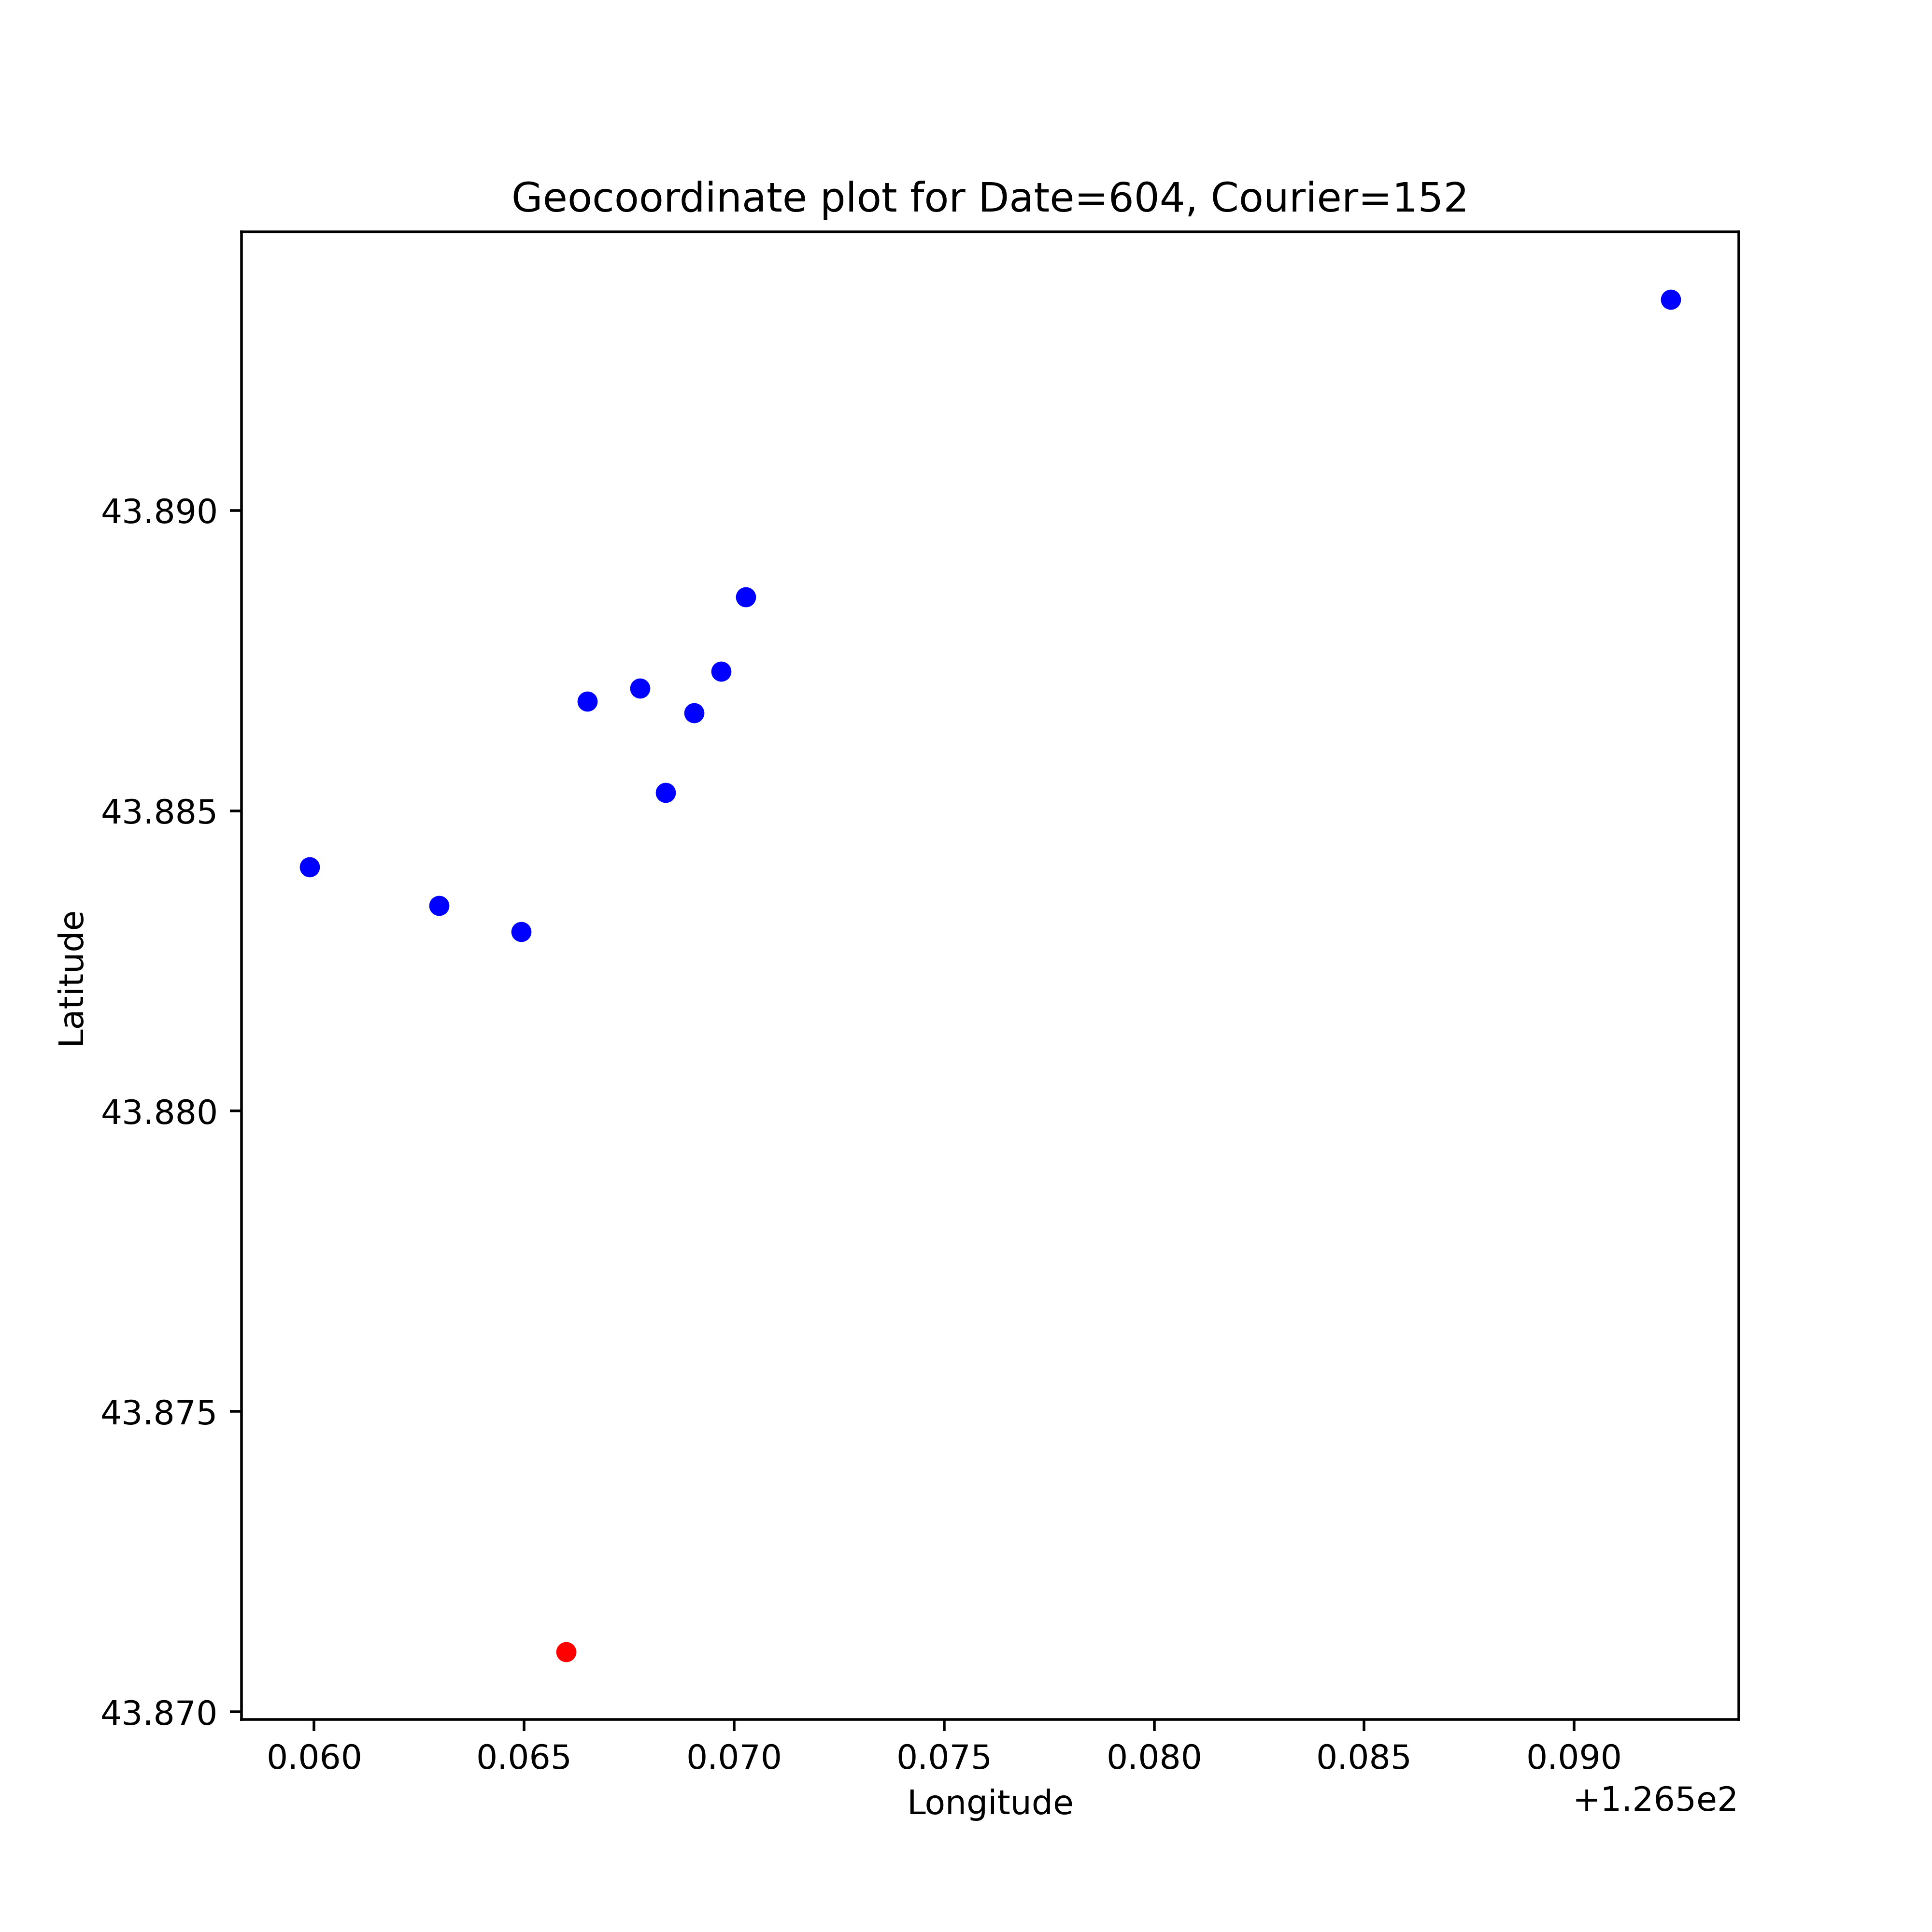 Geocoordinate plot for Date=604, Courier=152
Latitude
43.890
43.885
43.880
43.875
43.870
0.060 0.065 0.070 0.075 0.080 0.085 0.090
Longitude
+1.265e2